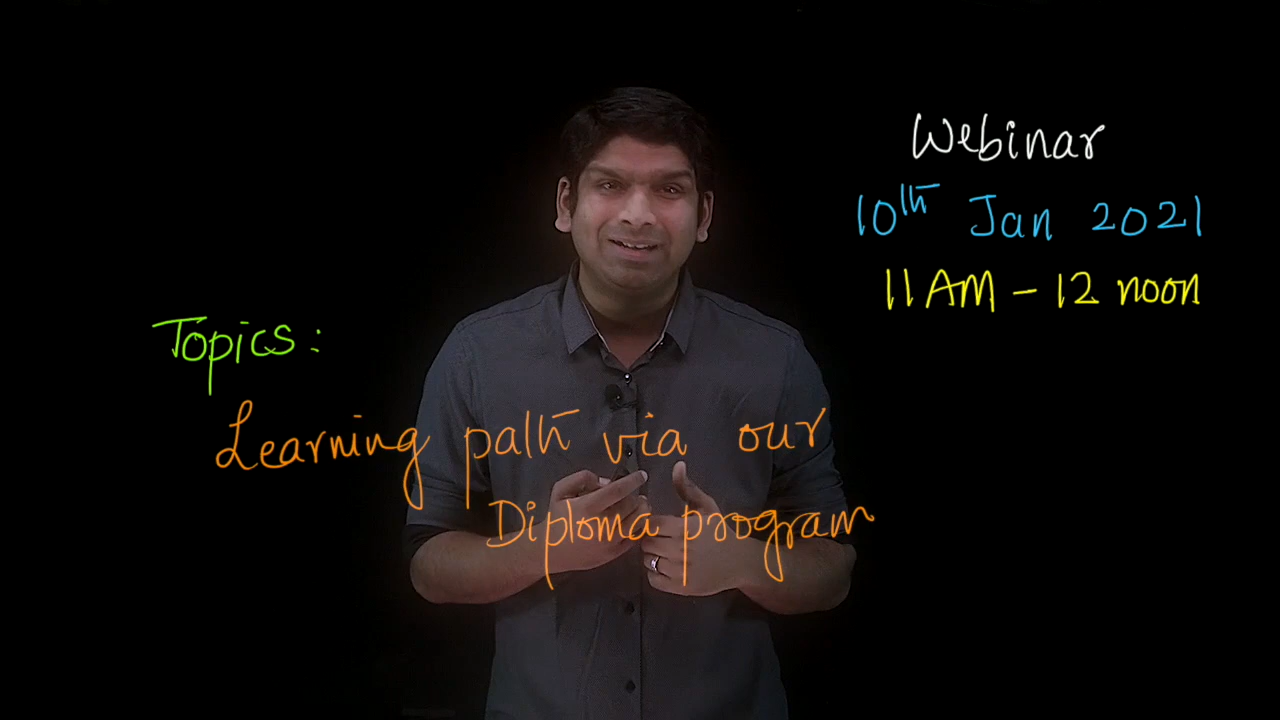 Webinar
10th Jan 2021
11 AM - 12 noon
Topics:
Learning path via our
Diploma program